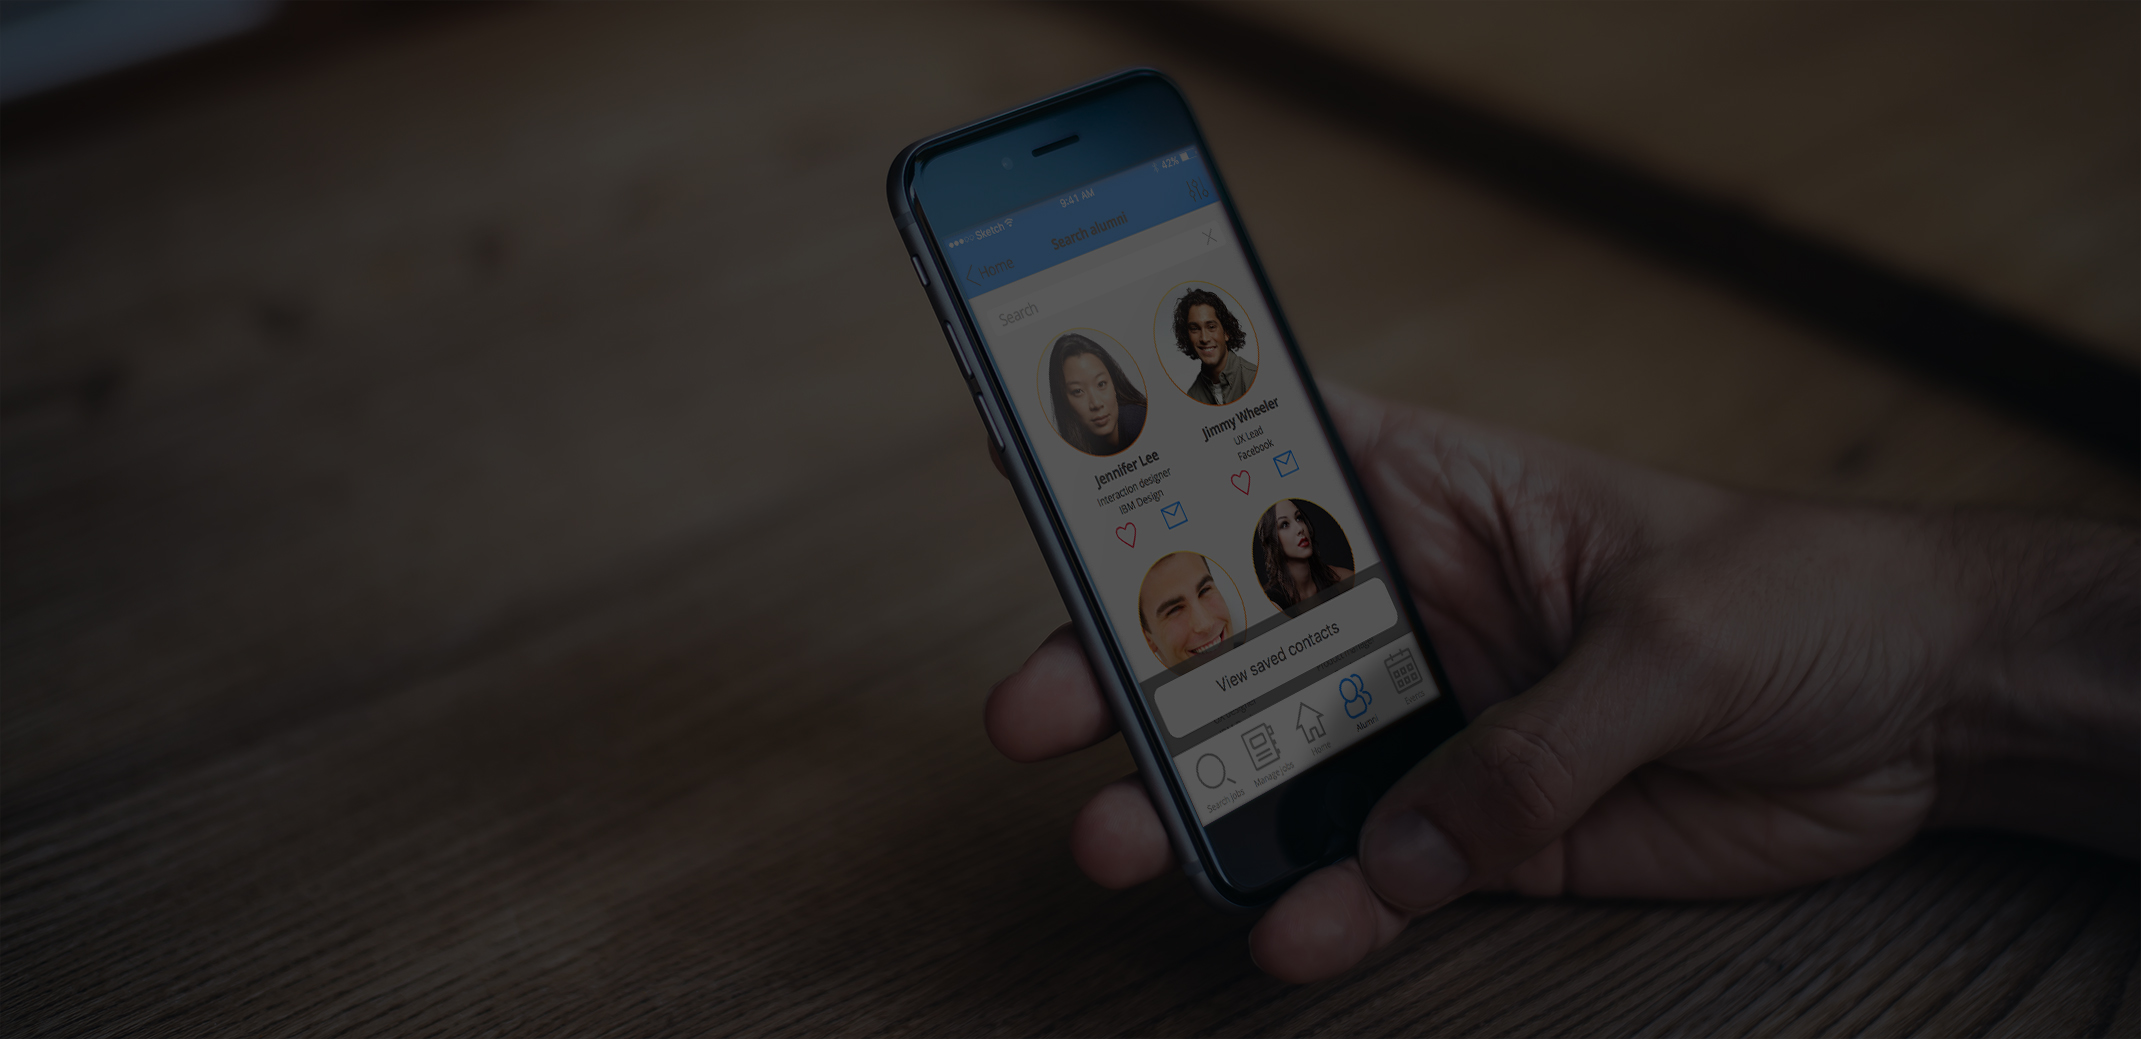 Sketch
9:41 AM
42%
Home
Search alumni
Search
Jennifer Lee
Interaction designer
IBM Design
Jimmy Wheeler
UX Lead
Facebook
View saved contacts
Search jobs
Manage jobs
Home
Alumni
Events